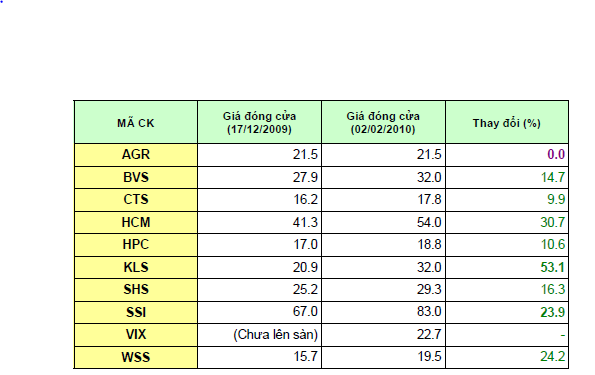 MÃ CK Giá đóng cửa (17/12/2009) Giá đóng cửa (02/02/2010) Thay đổi (%)
AGR 21.5 21.5 0.0
BVS 27.9 32.0 14.7
CTS 16.2 17.8 9.9
HCM 41.3 54.0 30.7
HPC 17.0 18.8 10.6
KLS 20.9 32.0 53.1
SHS 25.2 29.3 16.3
SSI 67.0 83.0 23.9
VIX (Chưa lên sàn) 22.7 -
WSS 15.7 19.5 24.2